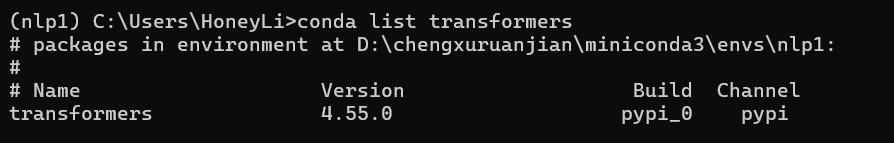 (nlp1) C:\Users\HoneyLi>conda list transformers
# packages in environment at D:\chengxuruanjian\miniconda3\envs\nlp1:
#
# Name                    Version                   Build  Channel
transformers              4.55.0                   pypi_0    pypi